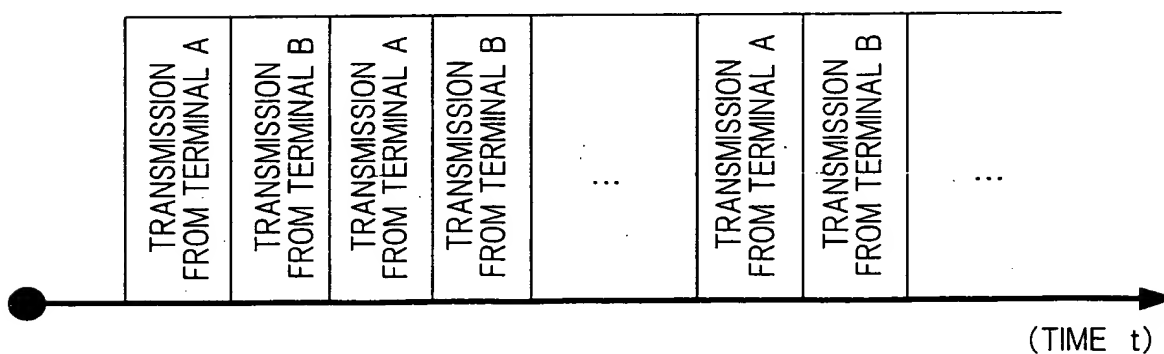 TRANSMISSION
FROM TERMINAL A
TRANSMISSION
FROM TERMINAL B
TRANSMISSION
FROM TERMINAL A
TRANSMISSION
FROM TERMINAL B
...
TRANSMISSION
FROM TERMINAL A
TRANSMISSION
FROM TERMINAL B
...
(TIME t)